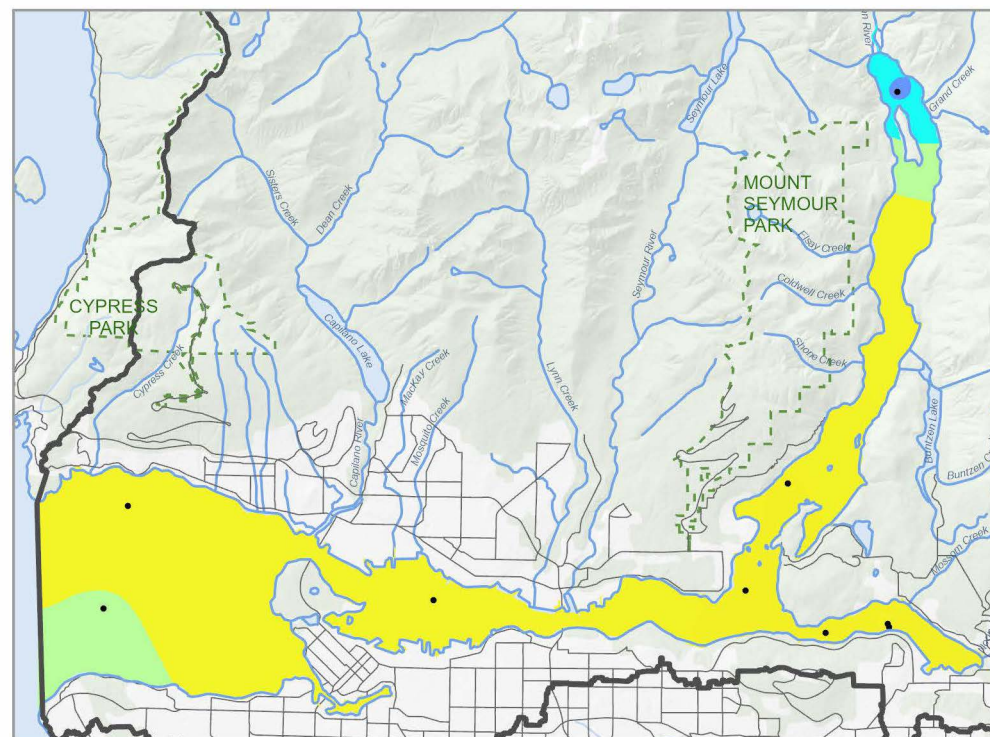 an River
Grand Creek
Seymour Lake
MOUNT
SEYMOUR
PARK
Sisters Creek
Dean Creek
Elsay Creek
Seymour River
Coldwell Creek
CYPRESS
PARK
Capilano Lake
Cypress Creek
Shone Creek
MacKay Creek
Lynn Creek
Mosquito Creek
Buntzen Lake
Capilano River
Buntzen C
Mossom Creek